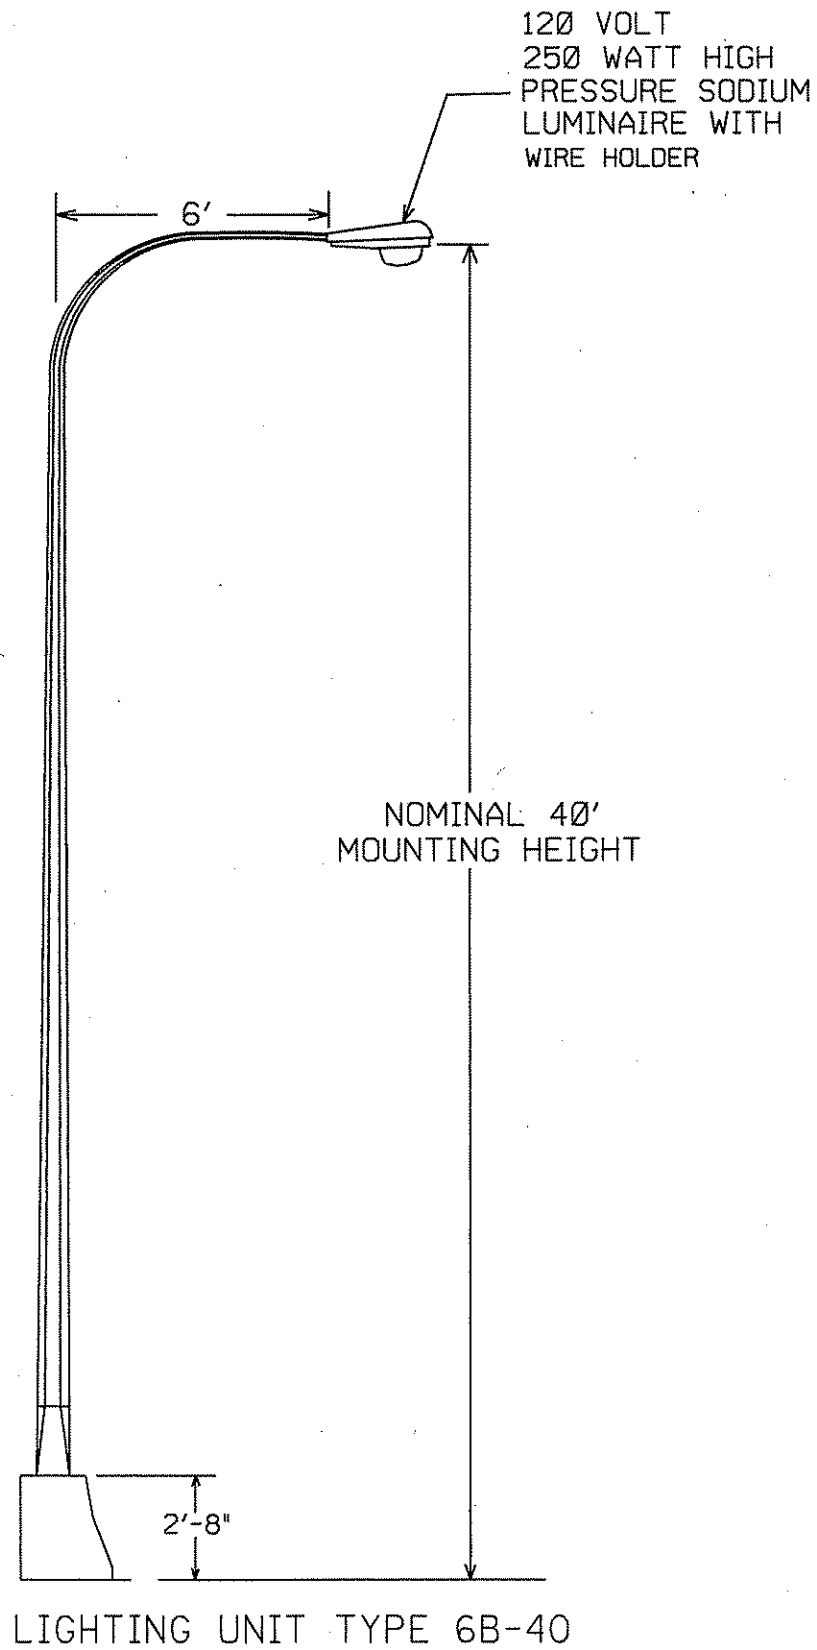 120 VOLT
250 WATT HIGH
PRESSURE SODIUM
LUMINAIRE WITH
WIRE HOLDER
6'
NOMINAL 40'
MOUNTING HEIGHT
2'-8"
LIGHTING UNIT TYPE 6B-40